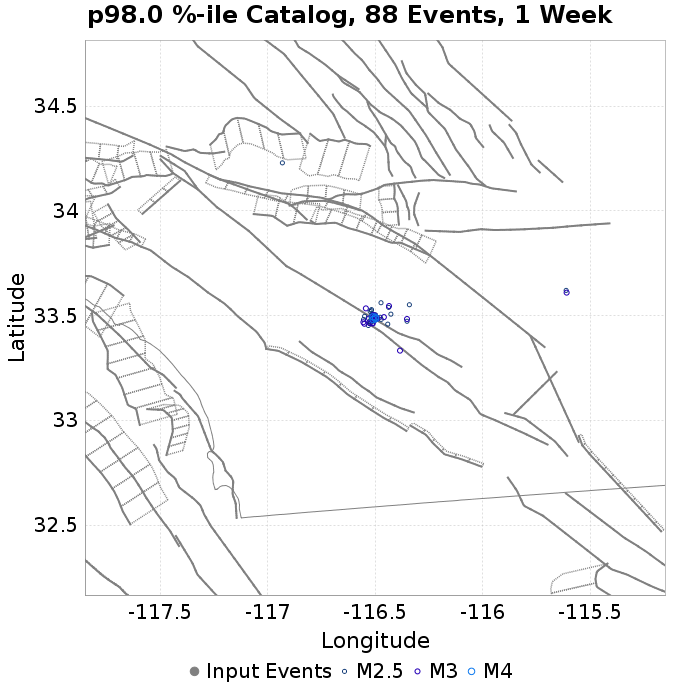 p98.0 %-ile Catalog, 88 Events, 1 Week
34.5
34
33.5
33
32.5
Latitude
-117.5 -117 -116.5 -116 -115.5
Longitude
Input Events M2.5 M3 M4